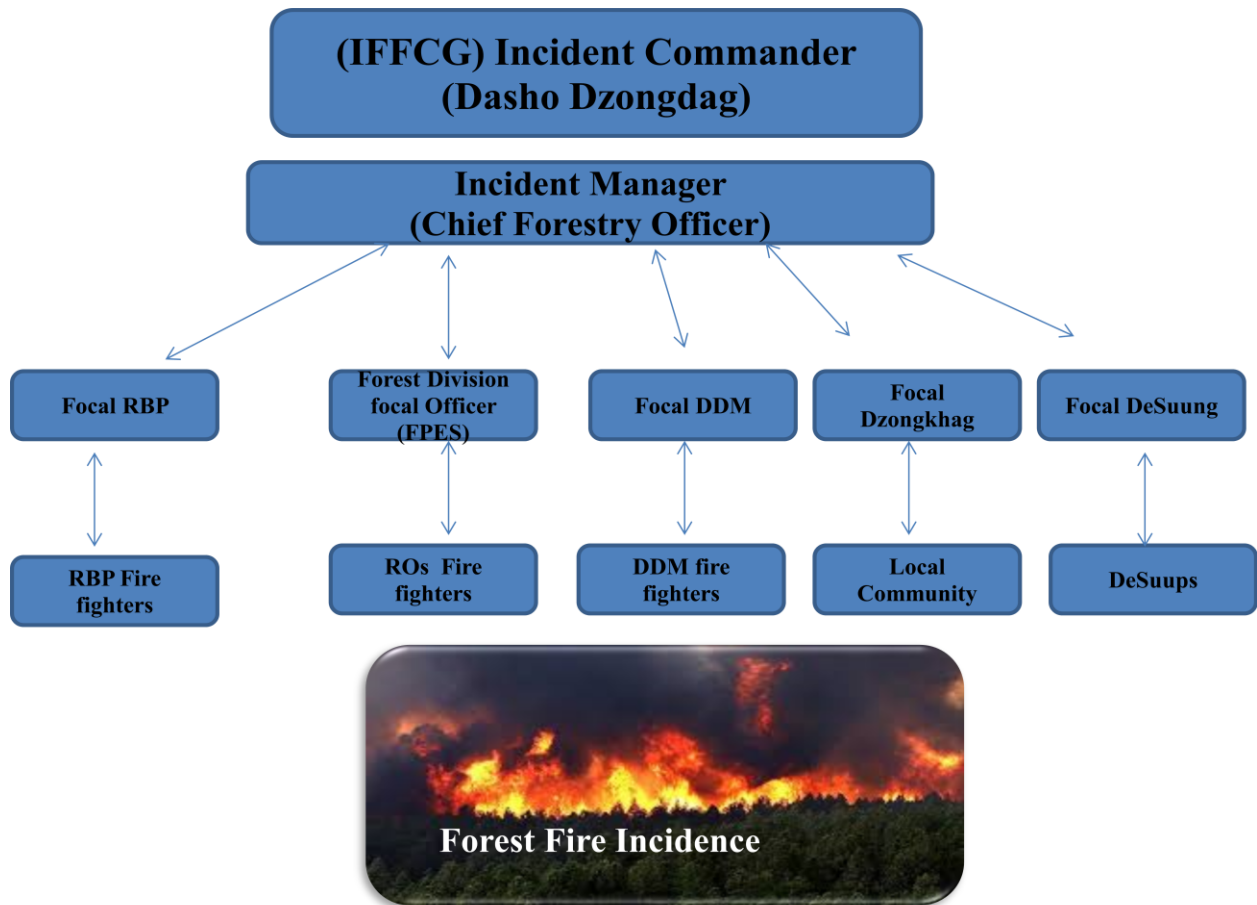 (IFFCG) Incident Commander
(Dasho Dzongdag)
Incident Manager
(Chief Forestry Officer)
Focal RBP
Forest Division
focal Officer
(FPES)
Focal DDM
Focal
Dzongkhag
Focal DeSuung
RBP Fire
fighters
ROs Fire
fighters
DDM fire
fighters
Local
Community
DeSuups
Forest Fire Incidence